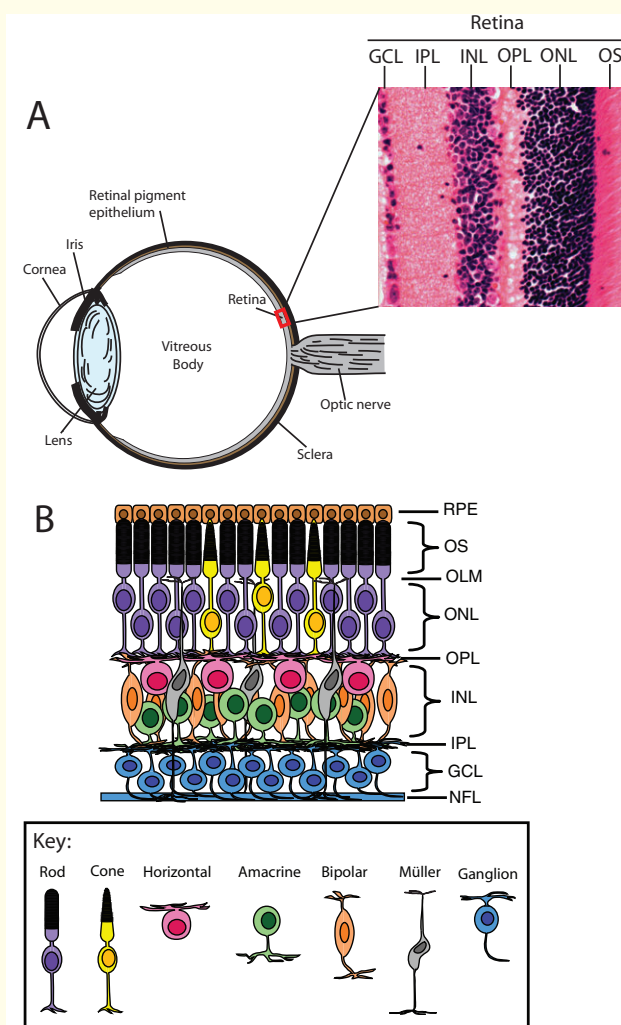 Retina
GCL IPL INL OPL ONL OS
A
Retinal pigment
epithelium
Iris
Cornea
Retina
Vitreous
Body
Optic nerve
Lens
Sclera
B
RPE
OS
OLM
ONL
OPL
INL
IPL
GCL
NFL
Key:
Rod Cone Horizontal Amacrine Bipolar Müller Ganglion